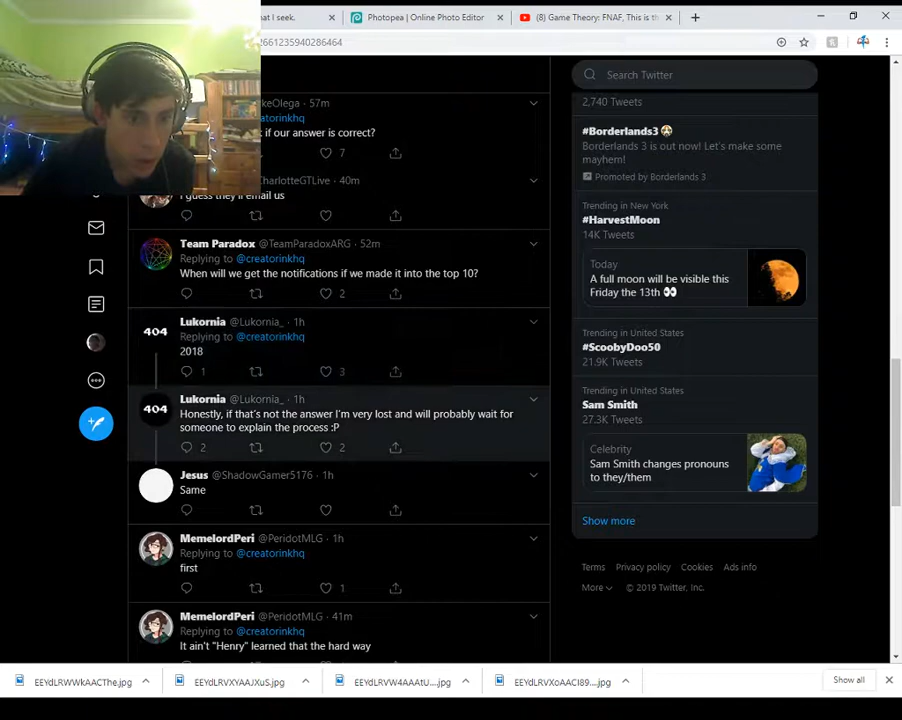 t I seek.
Photopea | Online Photo Editor
(8) Game Theory: FNAF, This is th
2661235940286464
Search Twitter
2,740 Tweets
#Borderlands3
Borderlands 3 is out now! Let's make some
mayhem!
Promoted by Borderlands 3
Trending in New York
#HarvestMoon
14K Tweets
Today
A full moon will be visible this
Friday the 13th 👀
Trending in United States
#ScoobyDoo50
21.9K Tweets
Trending in United States
Sam Smith
27.3K Tweets
Celebrity
Sam Smith changes pronouns
to they/them
Show more
Terms Privacy policy Cookies Ads info
More © 2019 Twitter, Inc.
keOlega · 57m
creatorinkhq
if our answer is correct?
7
CharlotteGTLive · 40m
I guess they'll email us
Team Paradox @TeamParadoxARG · 52m
Replying to @creatorinkhq
When will we get the notifications if we made it into the top 10?
2
404
Lukornia @Lukornia_ · 1h
Replying to @creatorinkhq
2018
1 3
404
Lukornia @Lukornia_ · 1h
Honestly, if that's not the answer I'm very lost and will probably wait for
someone to explain the process :P
2 2
Jesus @ShadowGamer5176 · 1h
Same
MemelordPeri @PeridotMLG · 1h
Replying to @creatorinkhq
first
1
MemelordPeri @PeridotMLG · 41m
Replying to @creatorinkhq
It ain't "Henry" learned that the hard way
EEYdLRWWkAACThe.jpg
EEYdLRVXYAAJXuS.jpg
EEYdLRVW4AAAtU....jpg
EEYdLRVXoAACI89.jpg
Show all